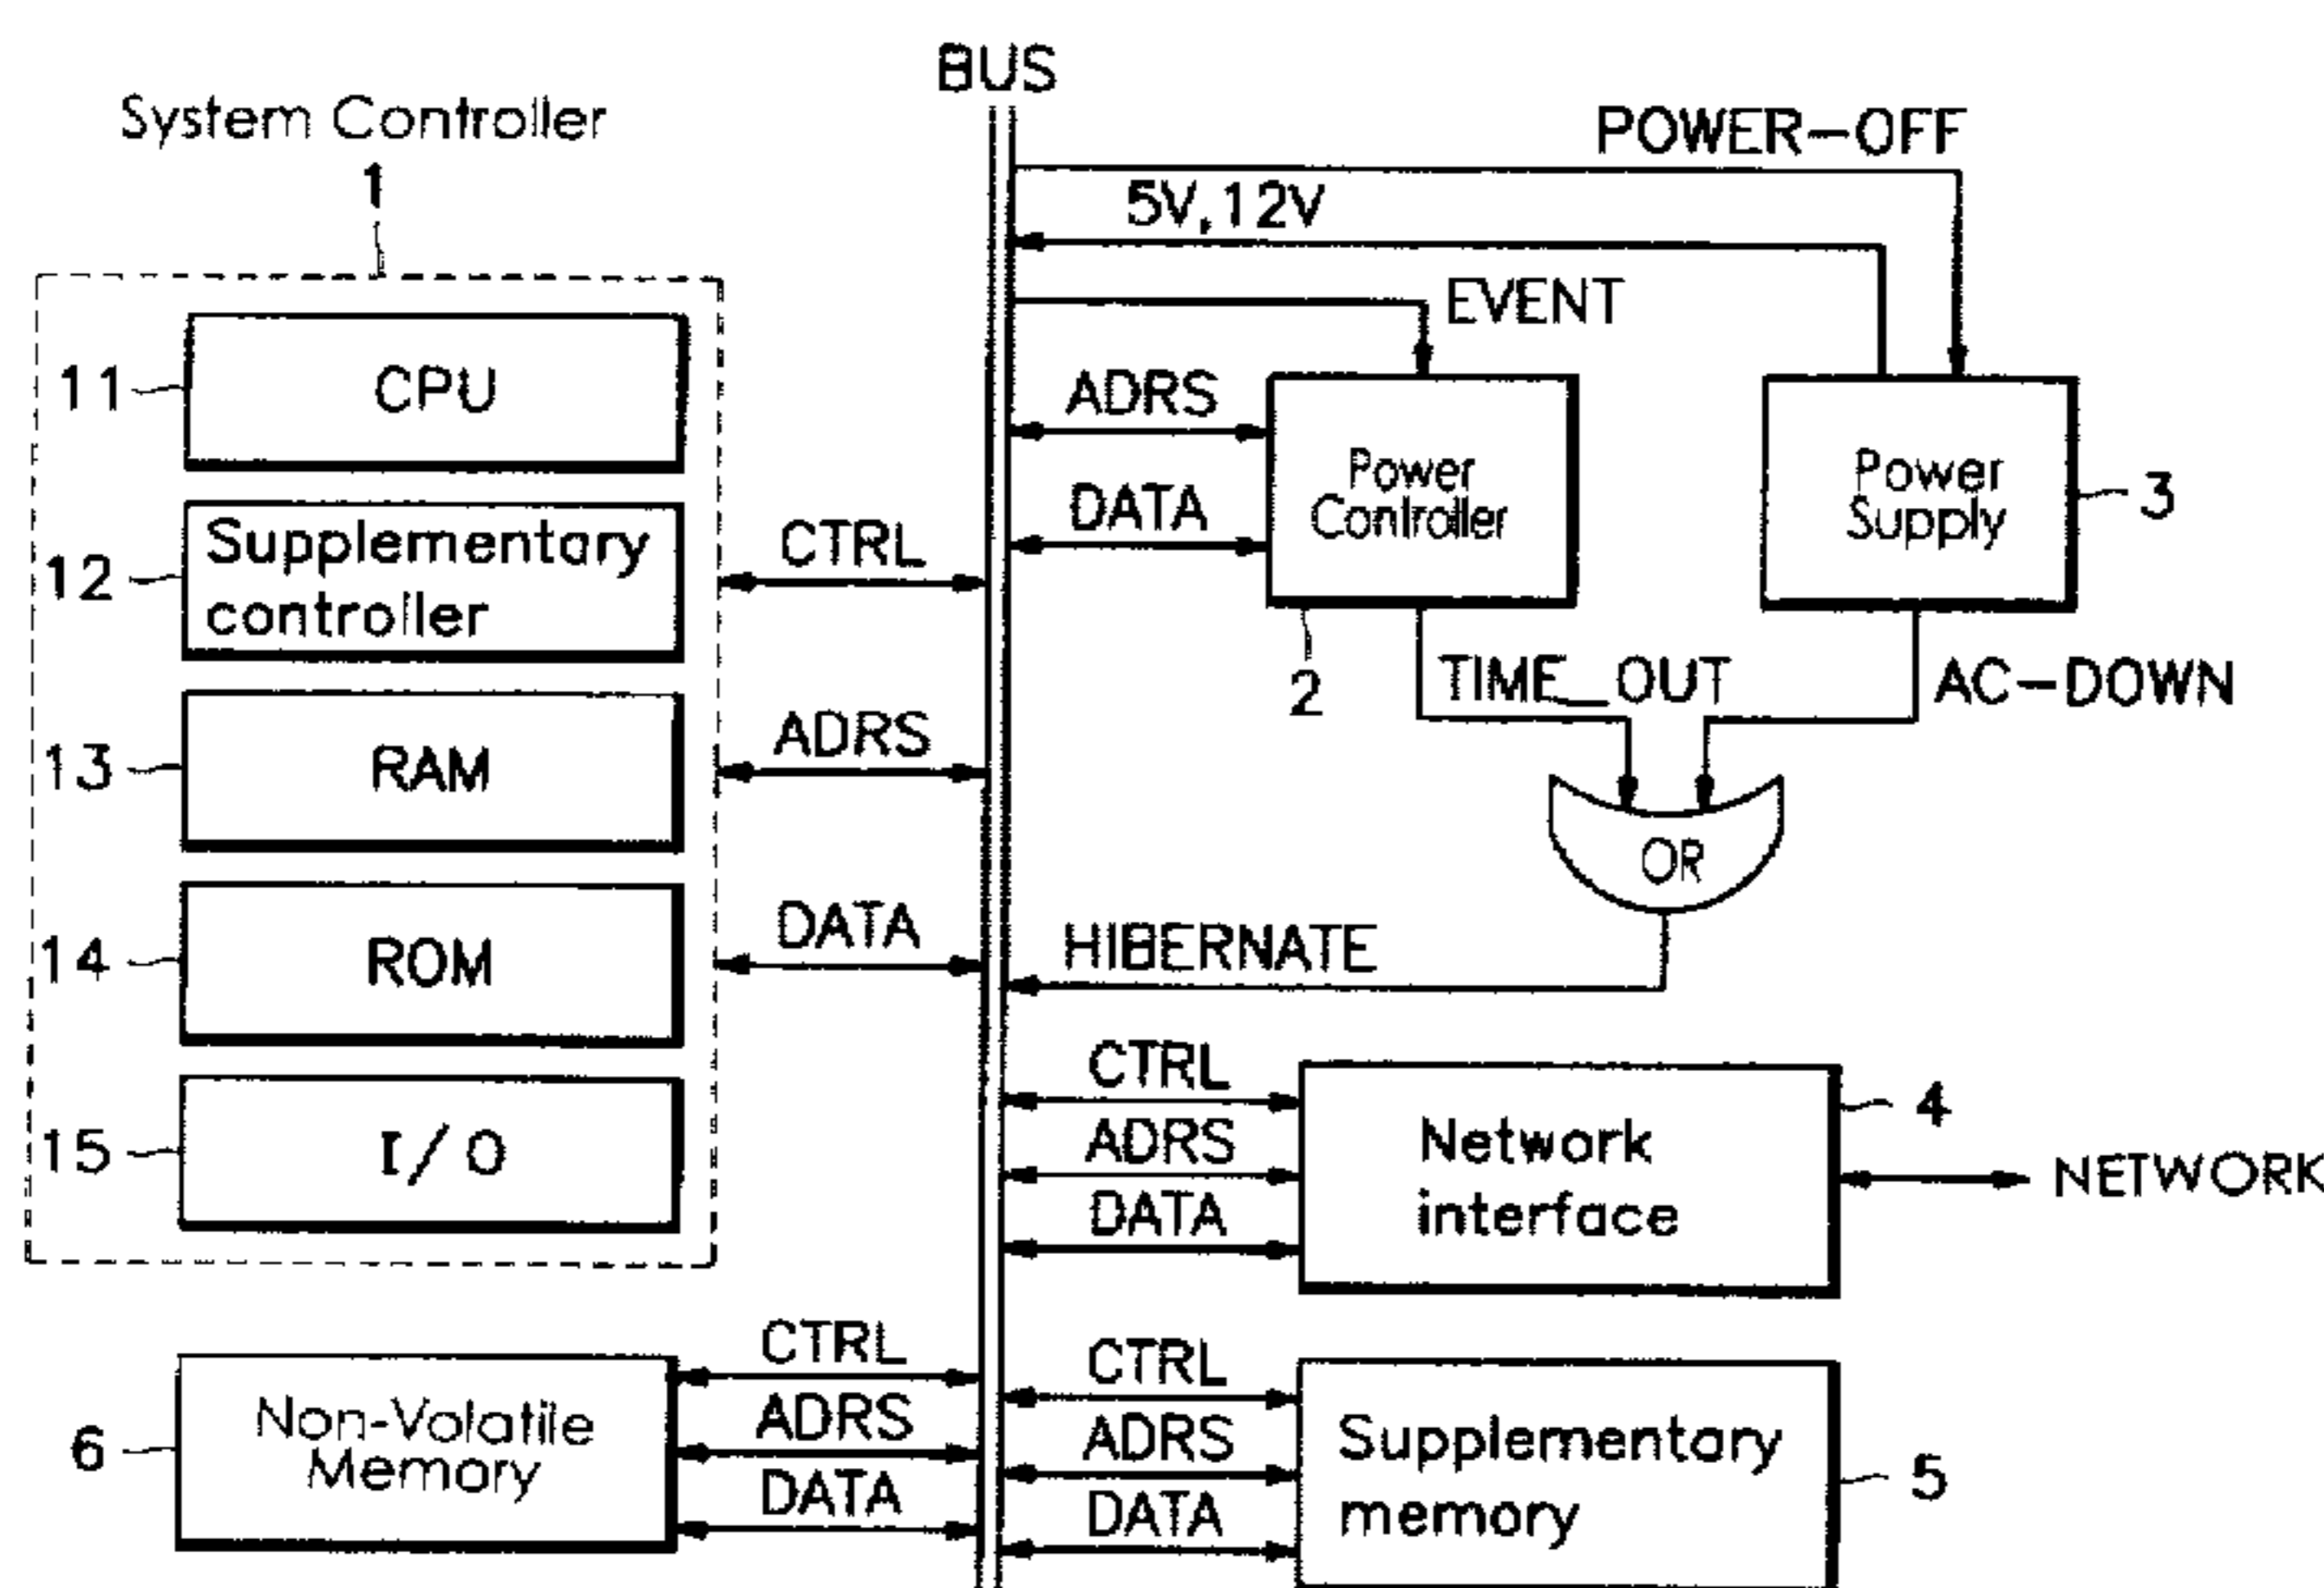 BUS
System Controller
1
POWER-OFF
5V,12V
EVENT
11
CPU
ADRS
DATA
Power
Controller
2
Power
Supply
3
12
Supplementary
controller
CTRL
TIME_OUT
AC-DOWN
13
RAM
ADRS
OR
14
ROM
DATA
HIBERNATE
15
I/O
CTRL
ADRS
DATA
Network
interface
4
NETWORK
6
Non-Volatile
Memory
CTRL
ADRS
DATA
CTRL
ADRS
DATA
Supplementary
memory
5